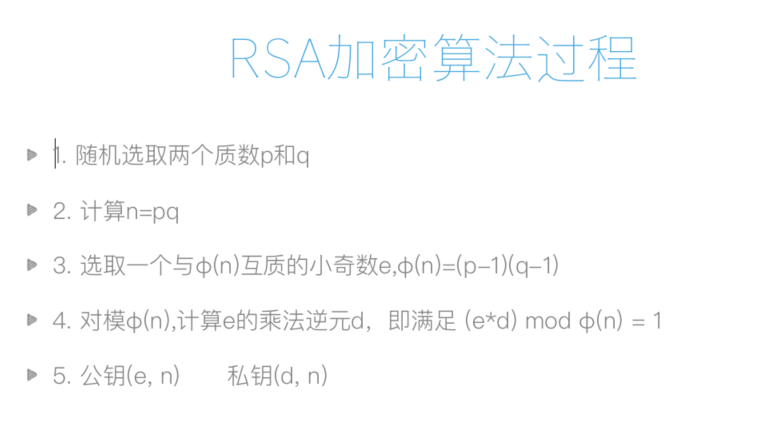 RSA加密算法过程
1. 随机选取两个质数p和q
2. 计算n=pq
3. 选取一个与φ(n)互质的小奇数e,φ(n)=(p-1)(q-1)
4. 对模φ(n),计算e的乘法逆元d，即满足 (e*d) mod φ(n) = 1
5. 公钥(e, n) 私钥(d, n)